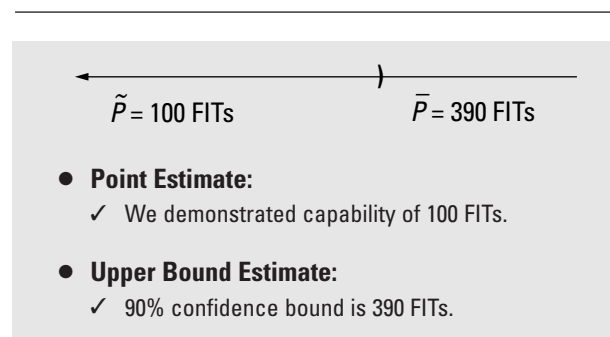 P̃ = 100 FITs P̅ = 390 FITs
● Point Estimate:
✓ We demonstrated capability of 100 FITs.
● Upper Bound Estimate:
✓ 90% confidence bound is 390 FITs.